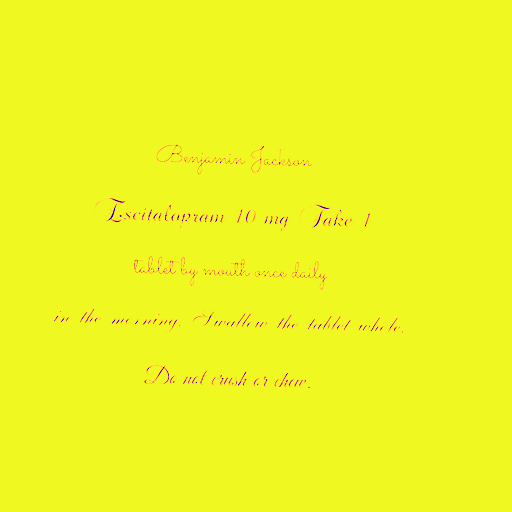 Benjamin Jackson
Escitalopram 10 mg Take 1
tablet by mouth once daily
in the morning. Swallow the tablet whole.
Do not crush or chew.